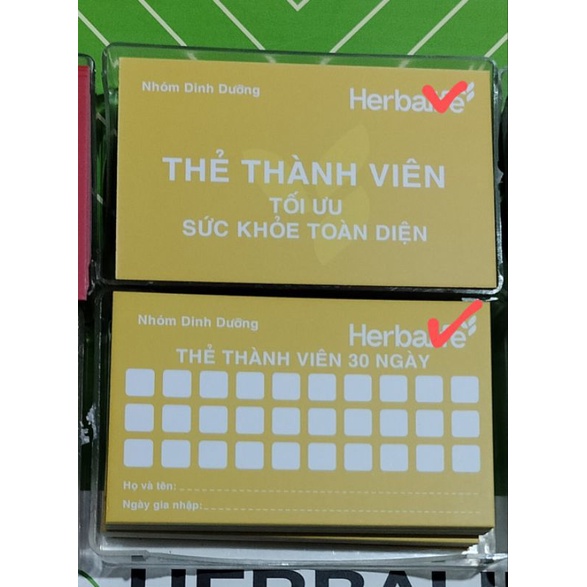 Nhóm Dinh Dưỡng
Herbalife
THẺ THÀNH VIÊN
TỐI ƯU
SỨC KHỎE TOÀN DIỆN
Nhóm Dinh Dưỡng
Herbalife
THẺ THÀNH VIÊN 30 NGÀY
Họ và tên:
Ngày gia nhập: